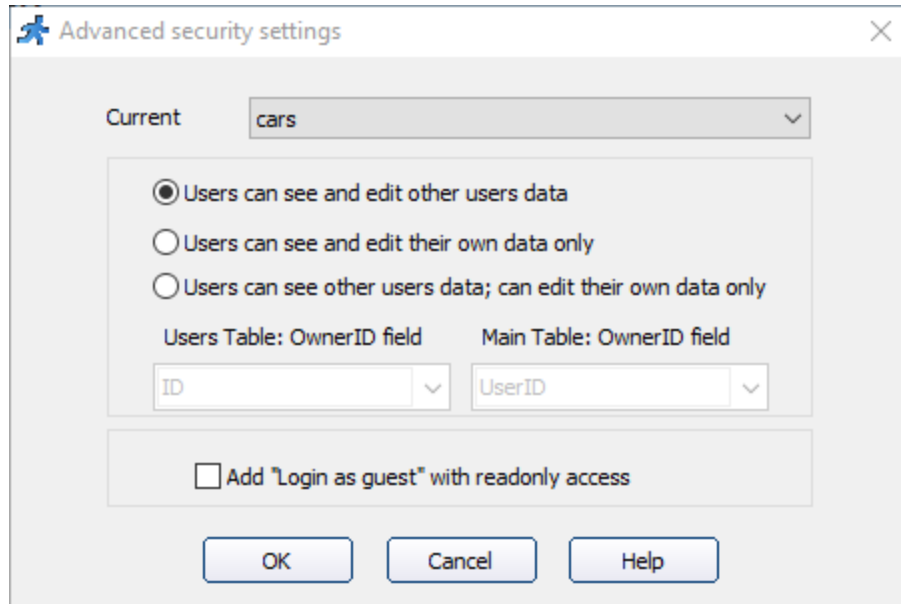 Advanced security settings
Current cars
Users can see and edit other users data
Users can see and edit their own data only
Users can see other users data; can edit their own data only
Users Table: OwnerID field Main Table: OwnerID field
ID UserID
Add "Login as guest" with readonly access
OK Cancel Help